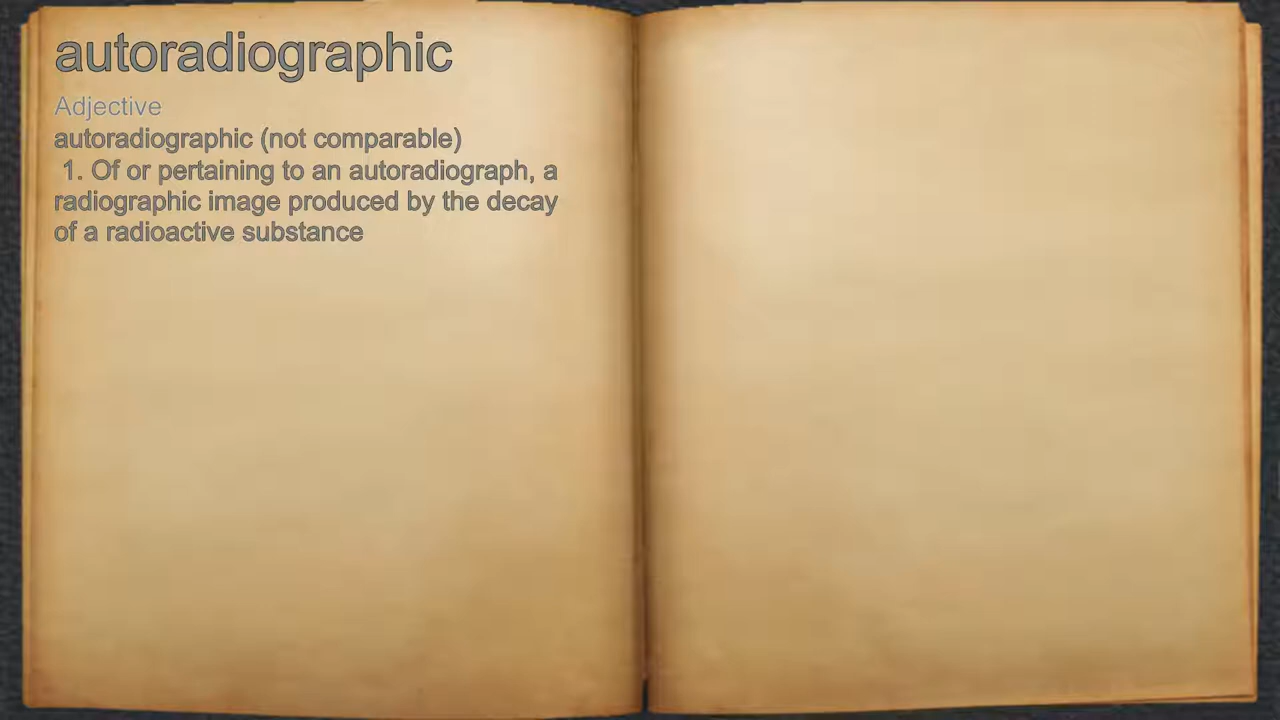 autoradiographic
Adjective
autoradiographic (not comparable)
1. Of or pertaining to an autoradiograph, a
radiographic image produced by the decay
of a radioactive substance